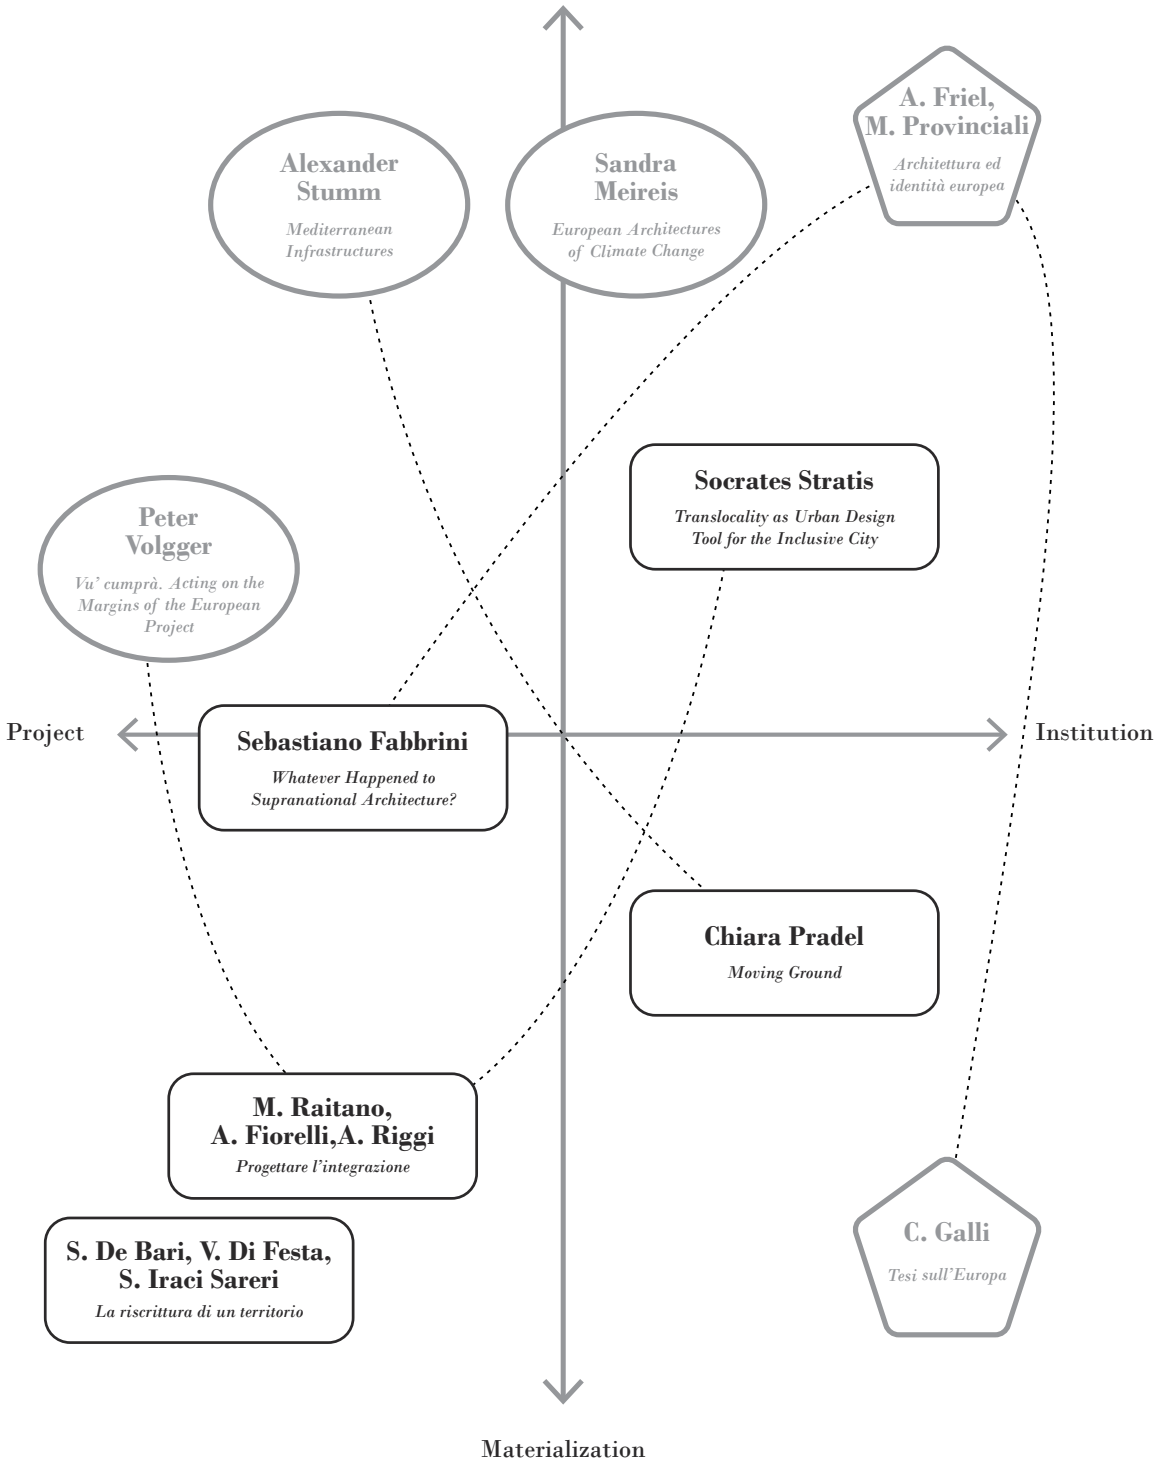 A. Friel,
M. Provinciali
Architettura ed
identità europea
Alexander
Stumm
Mediterranean
Infrastructures
Sandra
Meireis
European Architectures
of Climate Change
Socrates Stratis
Translocality as Urban Design
Tool for the Inclusive City
Peter
Volgger
Vu’ cumprà. Acting on the
Margins of the European
Project
Project
Institution
Sebastiano Fabbrini
Whatever Happened to
Supranational Architecture?
Chiara Pradel
Moving Ground
M. Raitano,
A. Fiorelli,A. Riggi
Progettare l’integrazione
S. De Bari, V. Di Festa,
S. Iraci Sareri
La riscrittura di un territorio
C. Galli
Tesi sull’Europa
Materialization